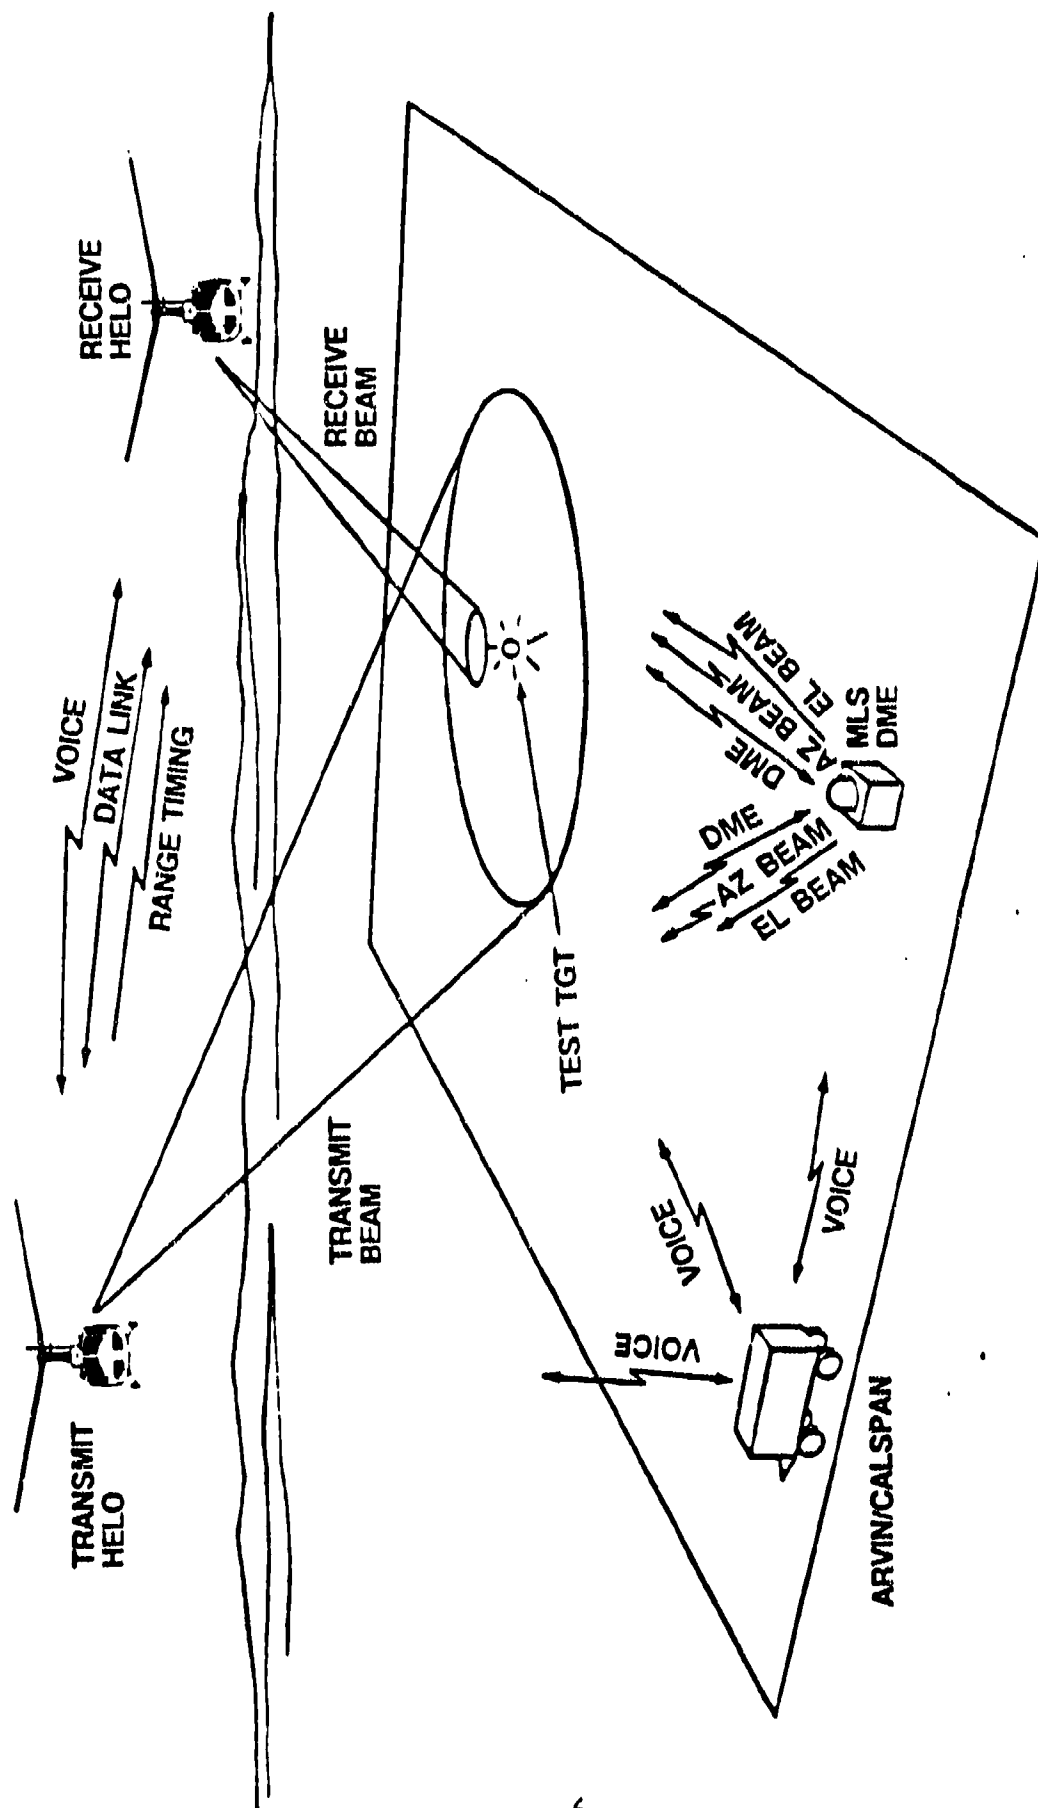 TRANSMIT
HELO
VOICE
DATA LINK
RANGE TIMING
RECEIVE
HELO
TRANSMIT
BEAM
RECEIVE
BEAM
TEST TGT
VOICE
VOICE
VOICE
DME
AZ BEAM
EL BEAM
DME
AZ BEAM
EL BEAM
MLS
DME
ARVIN/CALSPAN